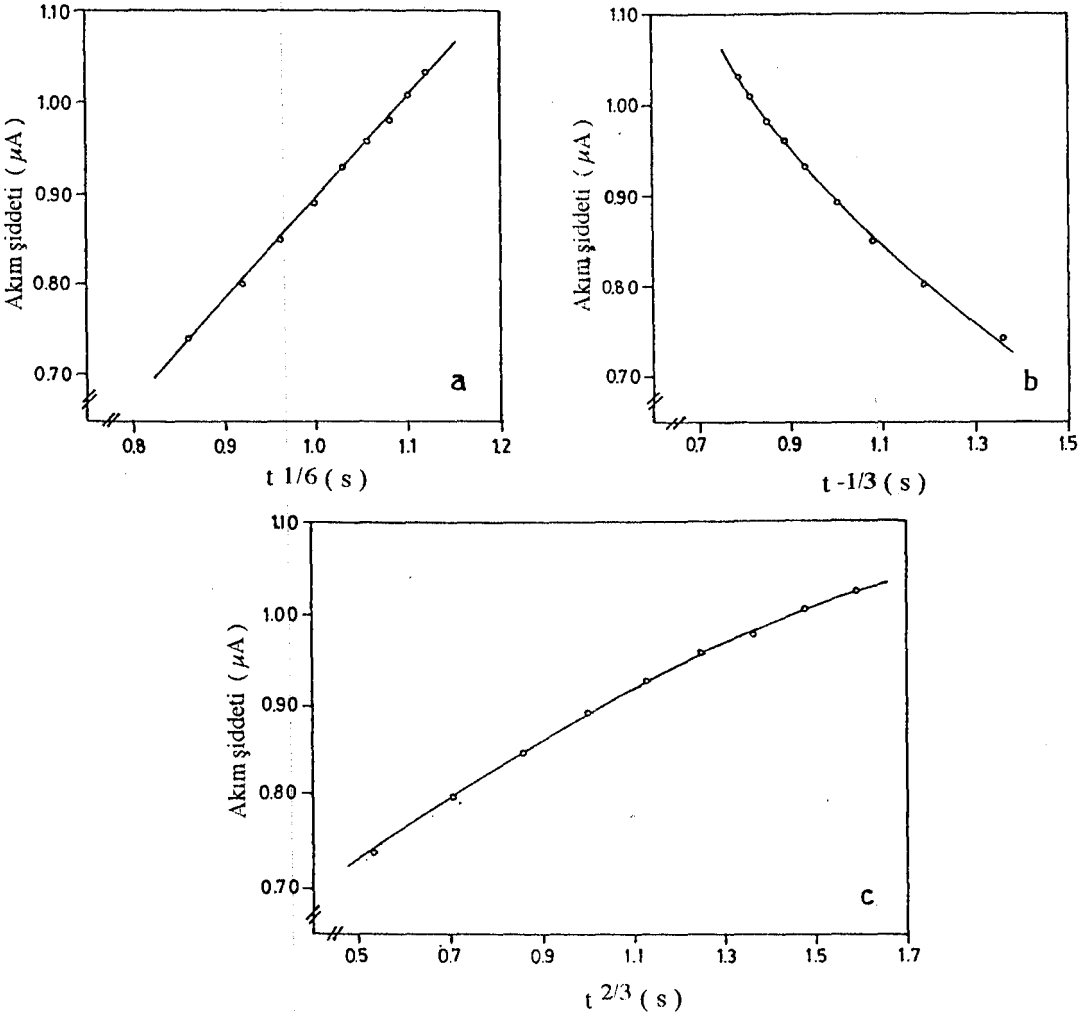 1.10
1.00
0.90
0.80
0.70
Akım şiddeti ( μA )
0.8 0.9 1.0 1.1 1.2
t 1/6 ( s )
a
1.10
1.00
0.90
0.80
0.70
Akım şiddeti ( μA )
0.7 0.9 1.1 1.3 1.5
t -1/3 ( s )
b
1.10
1.00
0.90
0.80
0.70
Akım şiddeti ( μA )
0.5 0.7 0.9 1.1 1.3 1.5 1.7
t 2/3 ( s )
c